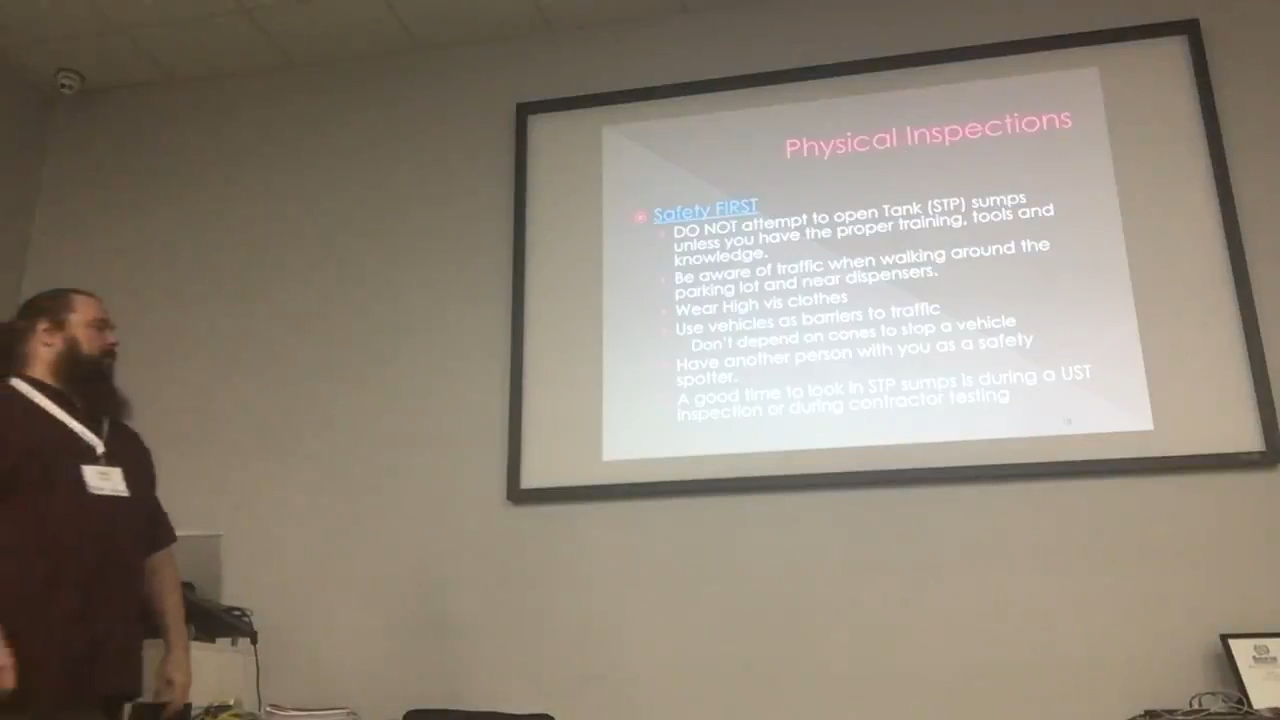 Physical Inspections
Safety FIRST
DO NOT attempt to open Tank (STP) sumps
unless you have the proper training, tools and
knowledge.
Be aware of traffic when walking around the
parking lot and near dispensers.
Wear High vis clothes
Use vehicles as barriers to traffic
Don't depend on cones to stop a vehicle
Have another person with you as a safety
spotter.
A good time to look in STP sumps is during a UST
inspection or during contractor testing